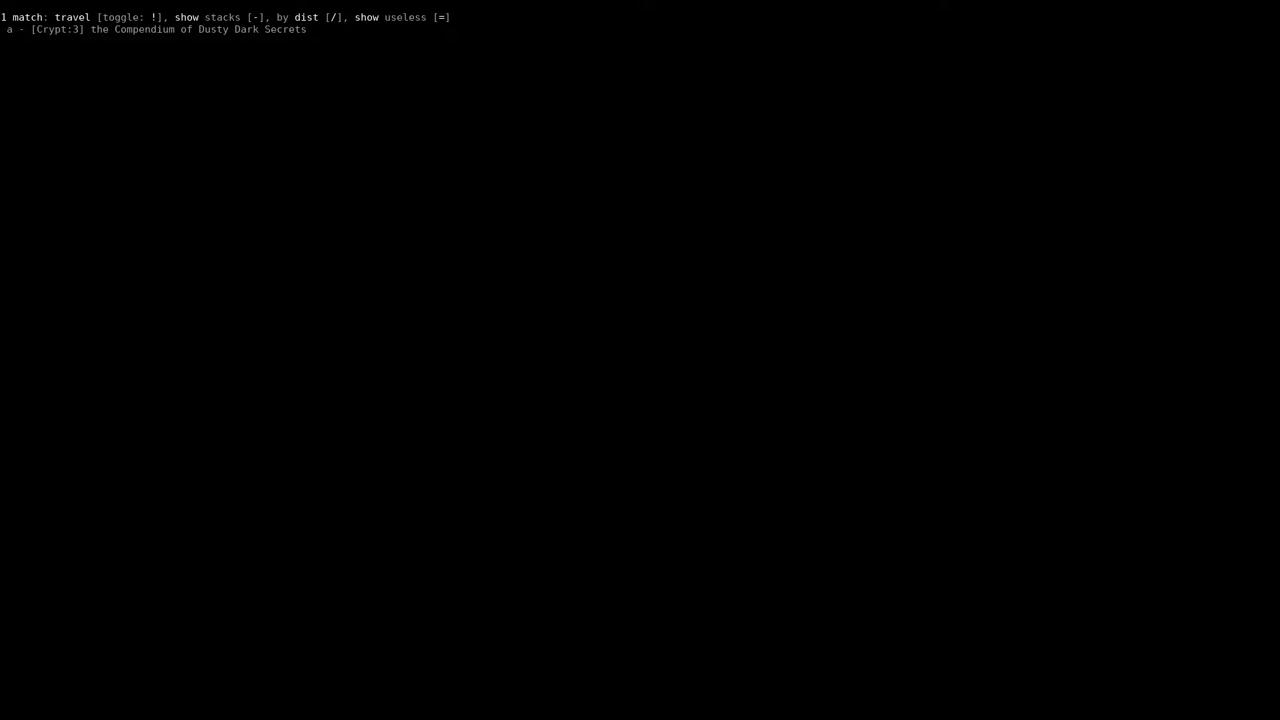 1 match: travel [toggle: !], show stacks [-], by dist [/], show useless [=]
a - [Crypt:3] the Compendium of Dusty Dark Secrets